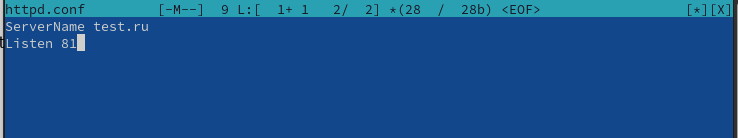 httpd.conf [-M--] 9 L:[ 1+ 1 2/ 2] *(28 / 28b) <EOF> [*][X]
ServerName test.ru
Listen 81